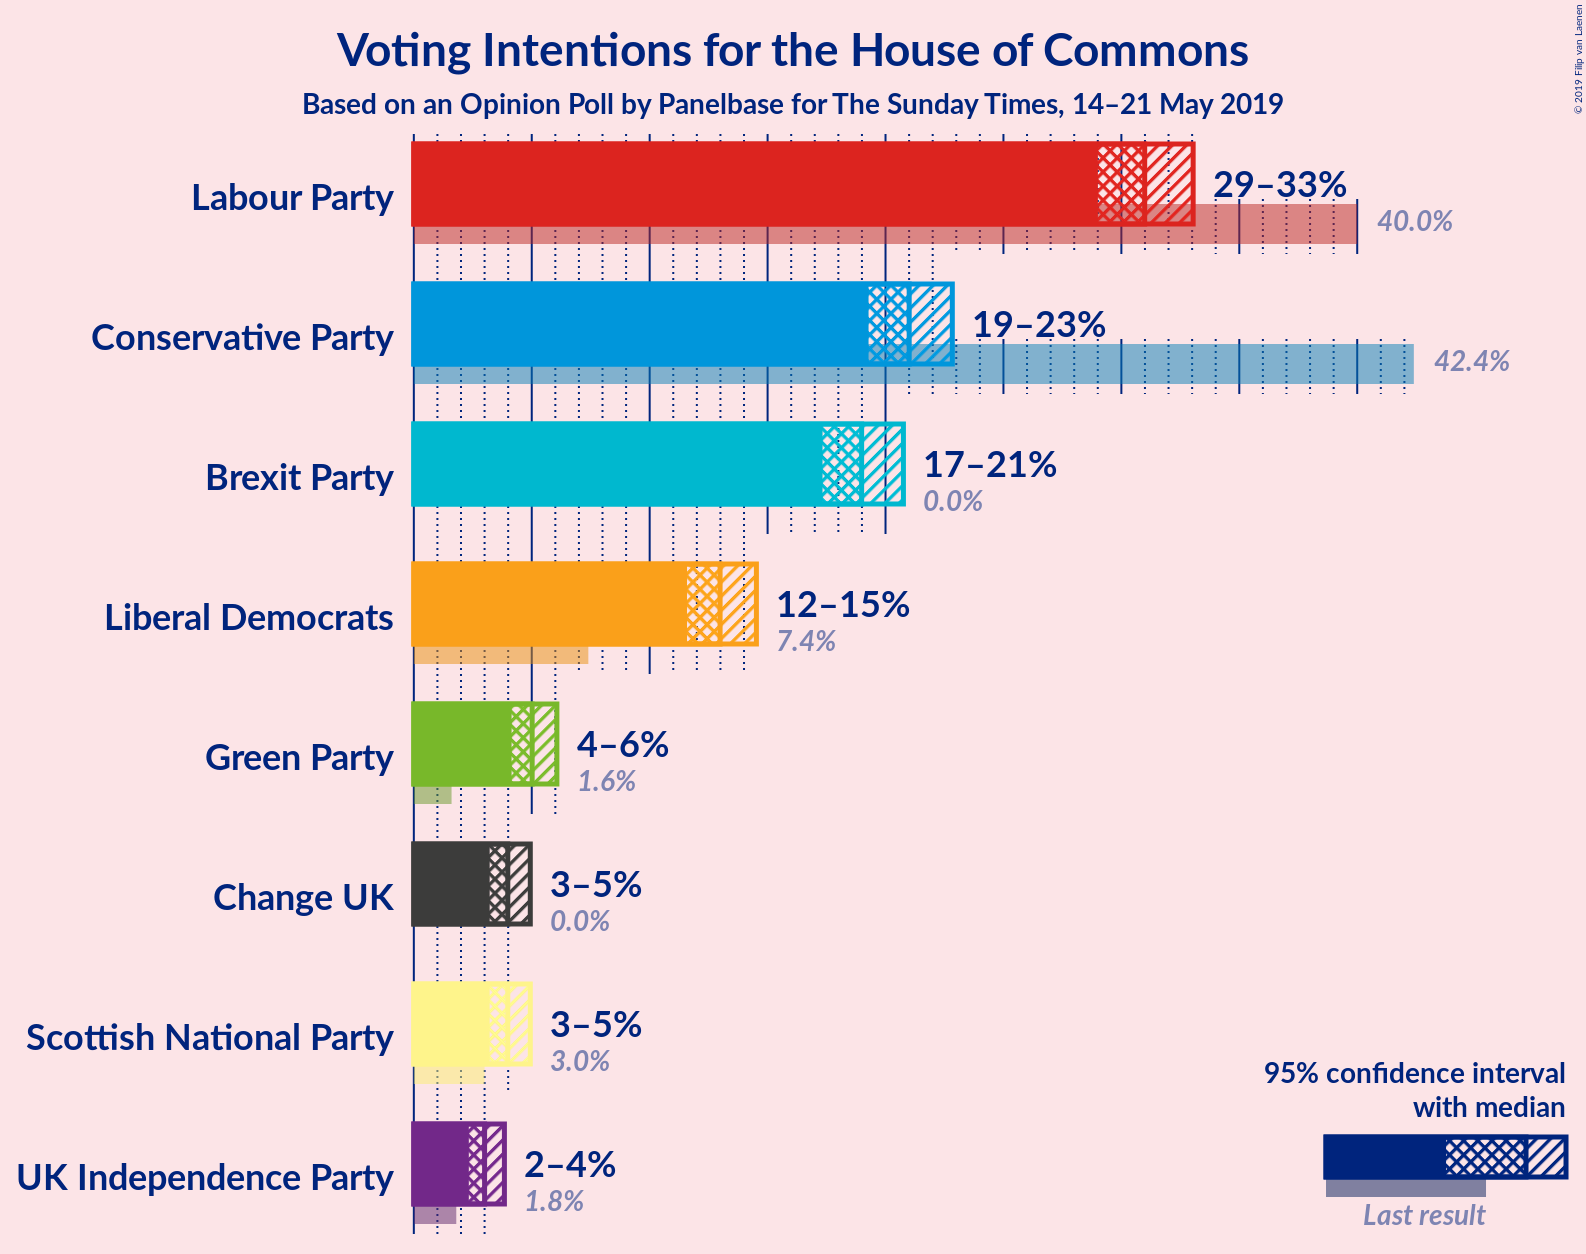 Voting Intentions for the House of Commons
Based on an Opinion Poll by Panelbase for The Sunday Times, 14–21 May 2019
© 2019 Filip van Laenen
Labour Party
29–33%
40.0%
Conservative Party
19–23%
42.4%
Brexit Party
17–21%
0.0%
Liberal Democrats
12–15%
7.4%
Green Party
4–6%
1.6%
Change UK
3–5%
0.0%
Scottish National Party
3–5%
3.0%
UK Independence Party
2–4%
1.8%
95% confidence interval
with median
Last result